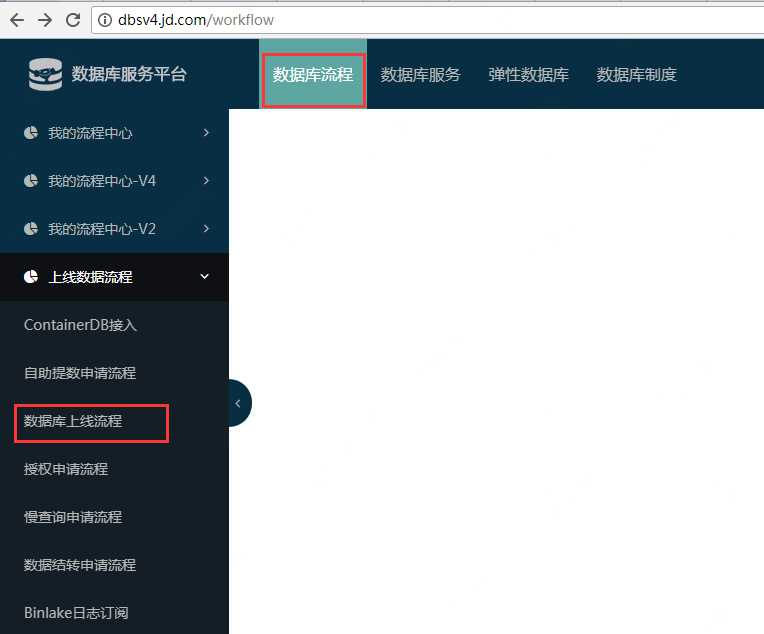 dbsv4.jd.com/workflow
数据库服务平台 数据库流程 数据库服务 弹性数据库 数据库制度
我的流程中心
我的流程中心-V4
我的流程中心-V2
上线数据流程
ContainerDB接入
自助提数申请流程
数据库上线流程
授权申请流程
慢查询申请流程
数据结转申请流程
Binlake日志订阅